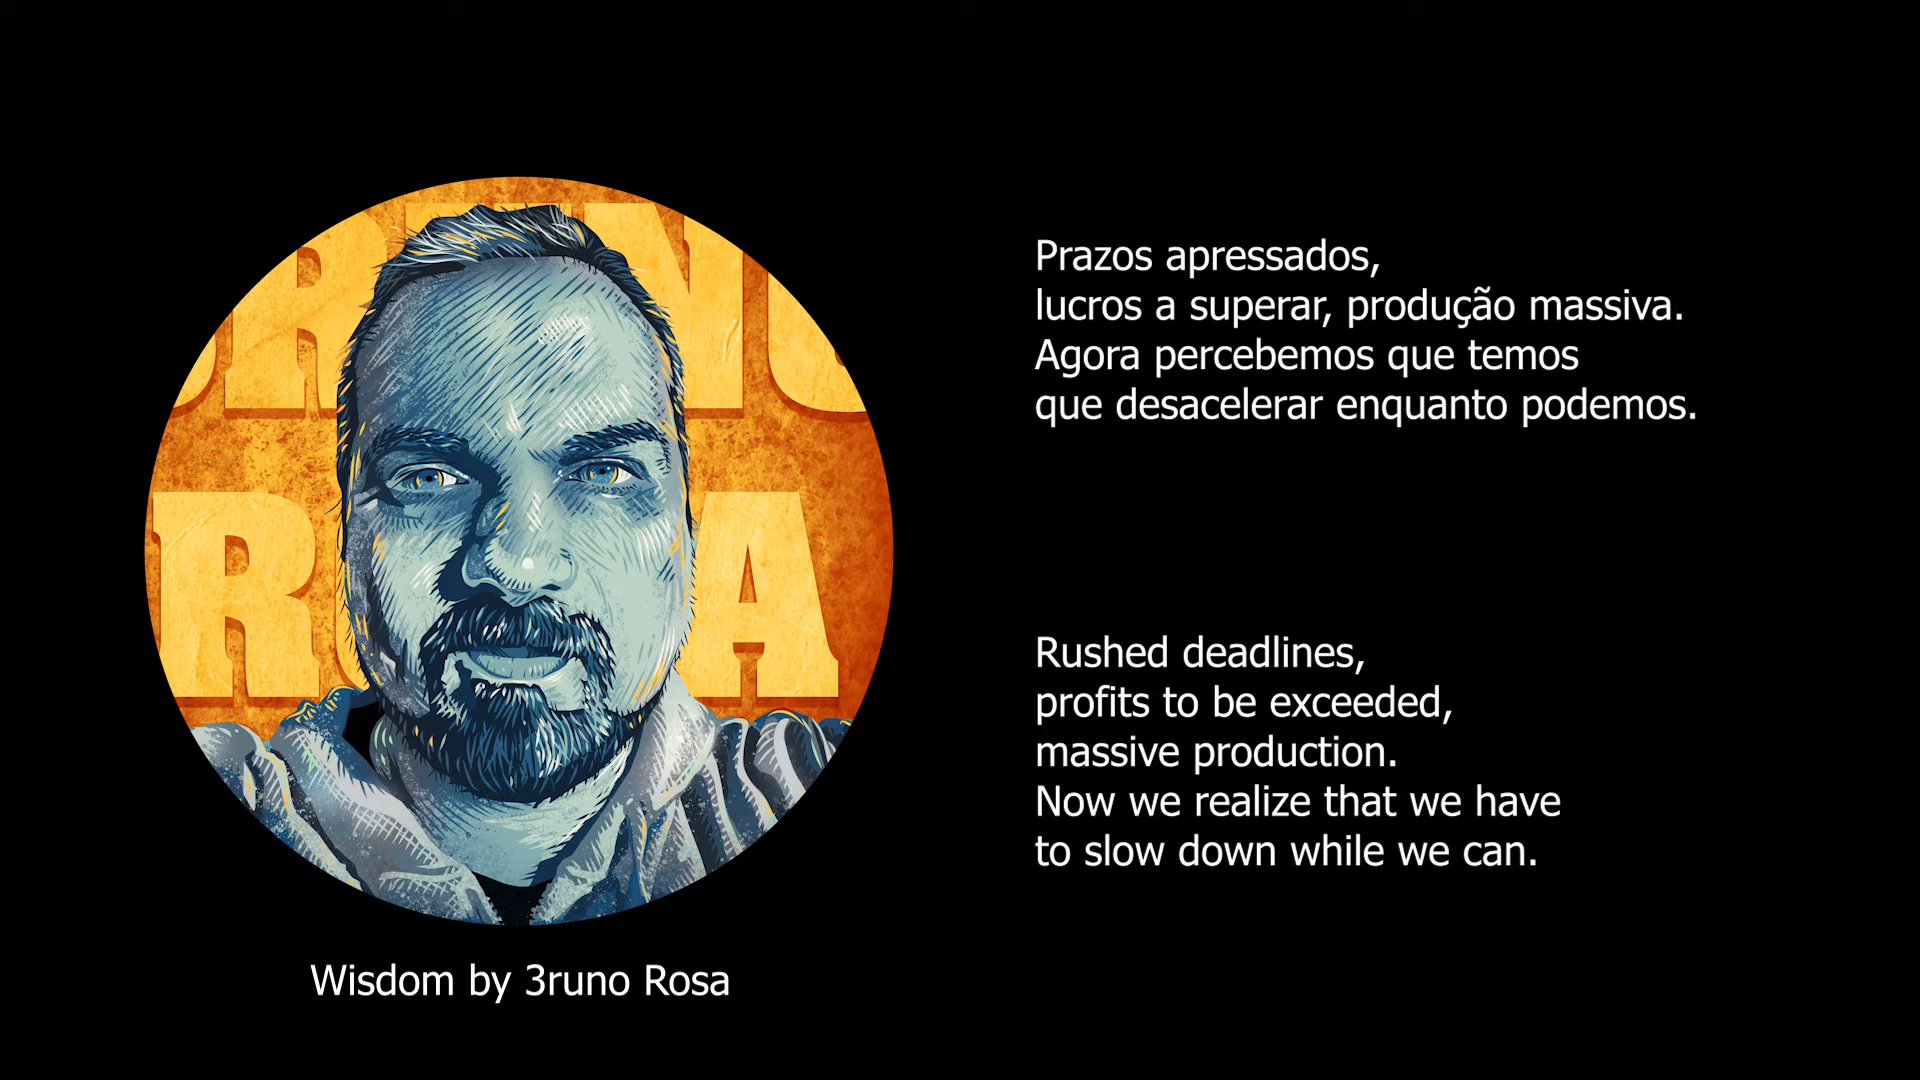 Prazos apressados,
lucros a superar, produção massiva.
Agora percebemos que temos
que desacelerar enquanto podemos.
Rushed deadlines,
profits to be exceeded,
massive production.
Now we realize that we have
to slow down while we can.
Wisdom by 3runo Rosa